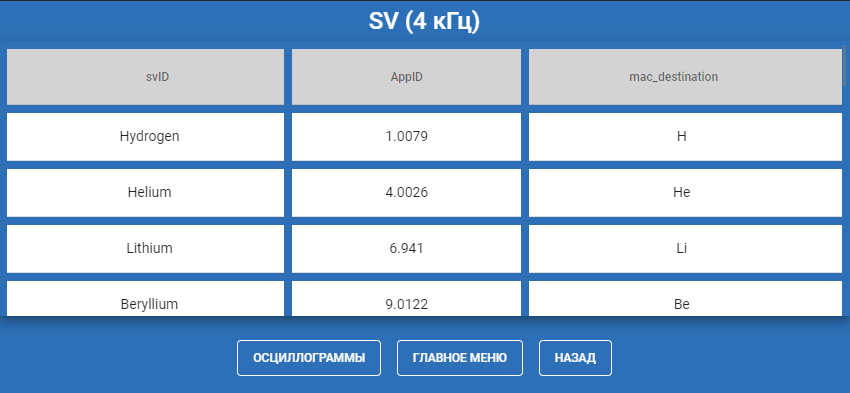 SV (4 кГц)
svID AppID mac_destination
Hydrogen 1.0079 H
Helium 4.0026 He
Lithium 6.941 Li
Beryllium 9.0122 Be
ОСЦИЛЛОГРАММЫ ГЛАВНОЕ МЕНЮ НАЗАД